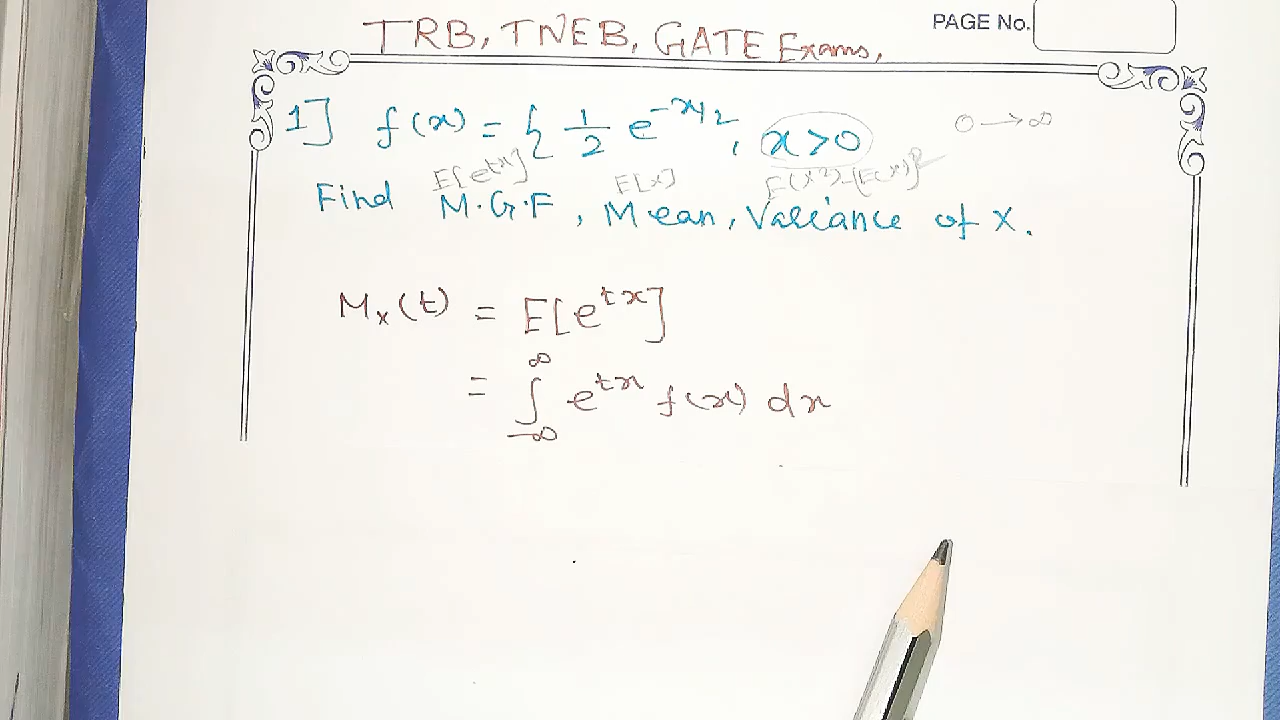 PAGE No.
TRB, TNEB, GATE Exams,
1] f(x) = { 1/2 e^{-x/2}, x>0 0 → ∞
E[e^{tx}] E[x] E(x²)-[E(x)]²
Find M.G.F, Mean, Variance of X.
M_x(t) = E[e^{tx}]
= ∫_{-∞}^{∞} e^{tx} f(x) dx